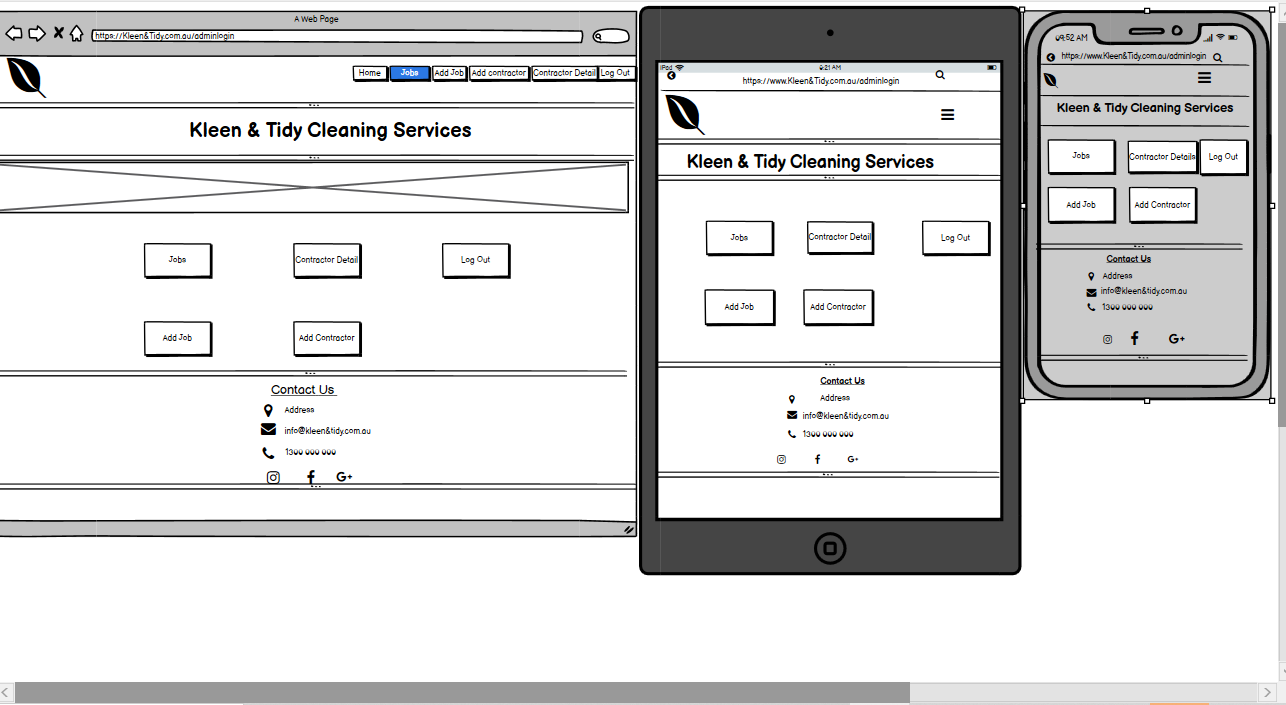 A Web Page
https://Kleen&Tidy.com.au/adminlogin
Home Jobs Add Job Add contractor Contractor Detail Log Out
Kleen & Tidy Cleaning Services
Jobs Contractor Detail Log Out
Add Job Add Contractor
Contact Us
Address
info@kleen&tidy.com.au
1300 000 000
G+
iPad 6:21 AM
https://www.Kleen&Tidy.com.au/adminlogin
Kleen & Tidy Cleaning Services
Jobs Contractor Detail Log Out
Add Job Add Contractor
Contact Us
Address
info@kleen&tidy.com.au
1300 000 000
G+
09:52 AM
https://www.Kleen&Tidy.com.au/adminlogin
Kleen & Tidy Cleaning Services
Jobs Contractor Details Log Out
Add Job Add Contractor
Contact Us
Address
info@kleen&tidy.com.au
1300 000 000
G+